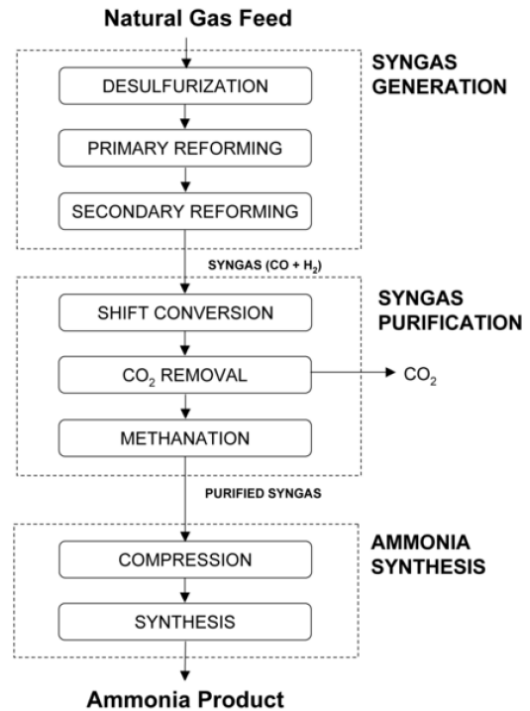 Natural Gas Feed
SYNGAS
GENERATION
DESULFURIZATION
PRIMARY REFORMING
SECONDARY REFORMING
SYNGAS (CO + H₂)
SYNGAS
PURIFICATION
SHIFT CONVERSION
CO₂ REMOVAL
CO₂
METHANATION
PURIFIED SYNGAS
AMMONIA
SYNTHESIS
COMPRESSION
SYNTHESIS
Ammonia Product